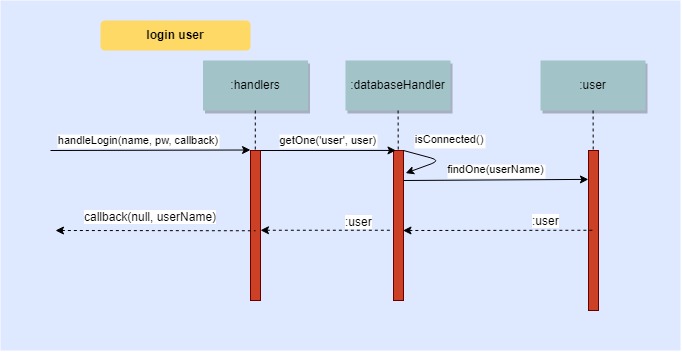 login user
:handlers
:databaseHandler
:user
handleLogin(name, pw, callback)
getOne('user', user)
isConnected()
findOne(userName)
callback(null, userName)
:user
:user